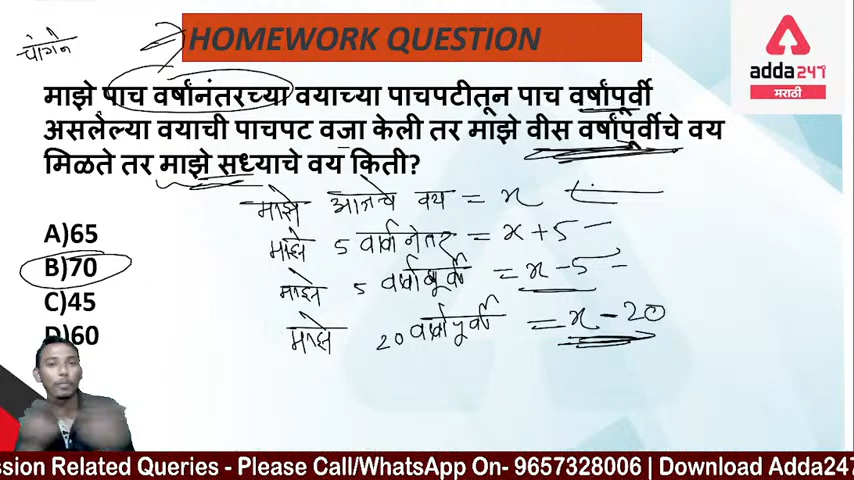 चांगले
HOMEWORK QUESTION
adda247
मराठी
माझे पाच वर्षांनंतरच्या वयाच्या पाचपटीतून पाच वर्षांपूर्वी
असलेल्या वयाची पाचपट वजा केली तर माझे वीस वर्षांपूर्वीचे वय
मिळते तर माझे सध्याचे वय किती?
माझे आजचे वय = x
माझे 5 वर्षानंतर = x + 5
माझे 5 वर्षापूर्वी = x - 5
माझे 20 वर्षापूर्वी = x - 20
A)65
B)70
C)45
D)60
ssion Related Queries - Please Call/WhatsApp On- 9657328006 | Download Adda247